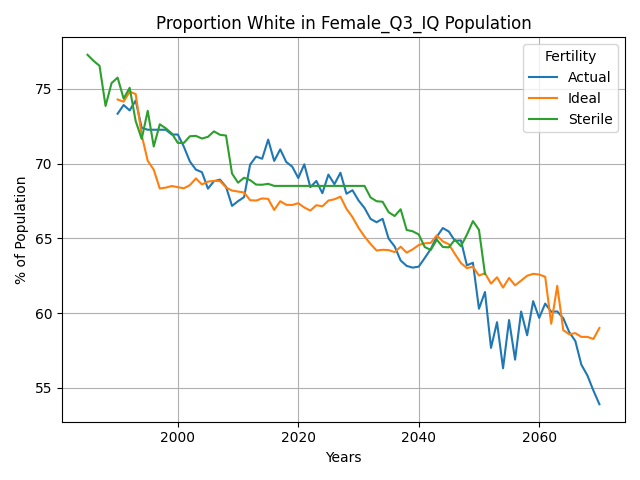 Proportion White in Female_Q3_IQ Population
Fertility
Actual
Ideal
Sterile
% of Population
75
70
65
60
55
2000
2020
2040
2060
Years